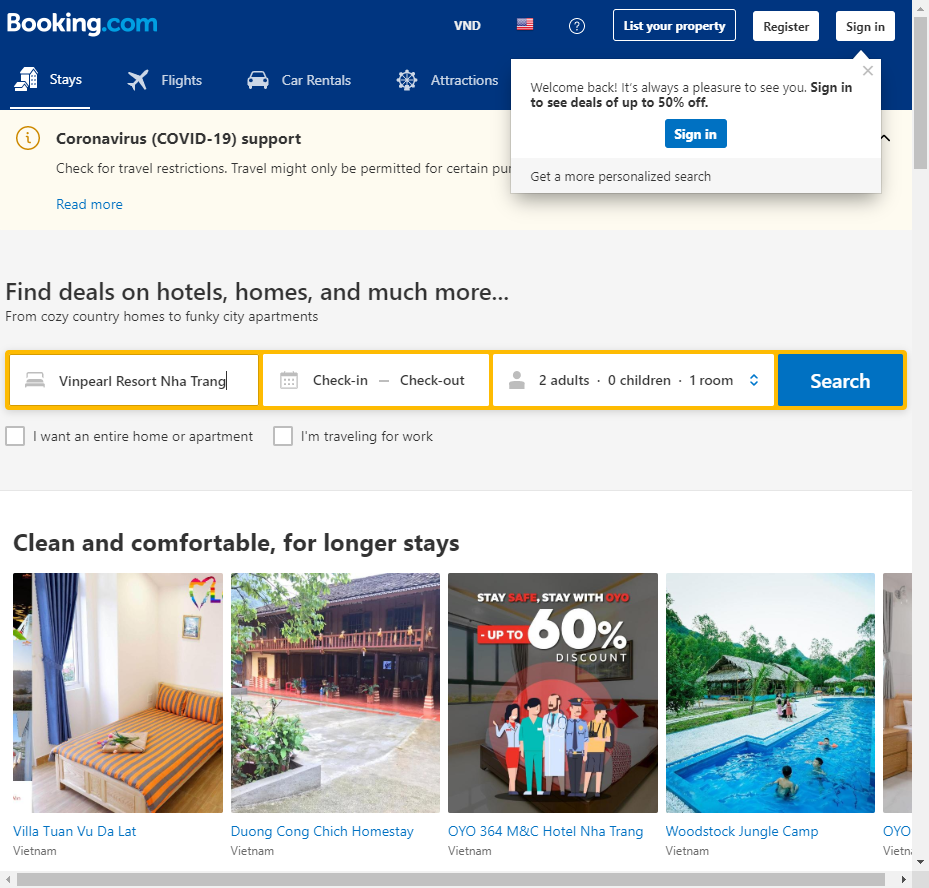 Booking.com
VND
List your property
Register
Sign in
Stays
Flights
Car Rentals
Attractions
Welcome back! It's always a pleasure to see you. Sign in
to see deals of up to 50% off.
Sign in
Get a more personalized search
Coronavirus (COVID-19) support
Check for travel restrictions. Travel might only be permitted for certain pur
Read more
Find deals on hotels, homes, and much more...
From cozy country homes to funky city apartments
Vinpearl Resort Nha Trang
Check-in — Check-out
2 adults · 0 children · 1 room
Search
I want an entire home or apartment
I'm traveling for work
Clean and comfortable, for longer stays
STAY SAFE, STAY WITH OYO
- UP TO 60%
DISCOUNT
Villa Tuan Vu Da Lat
Duong Cong Chich Homestay
OYO 364 M&C Hotel Nha Trang
Woodstock Jungle Camp
OYO
Vietnam
Vietnam
Vietnam
Vietnam
Vietn